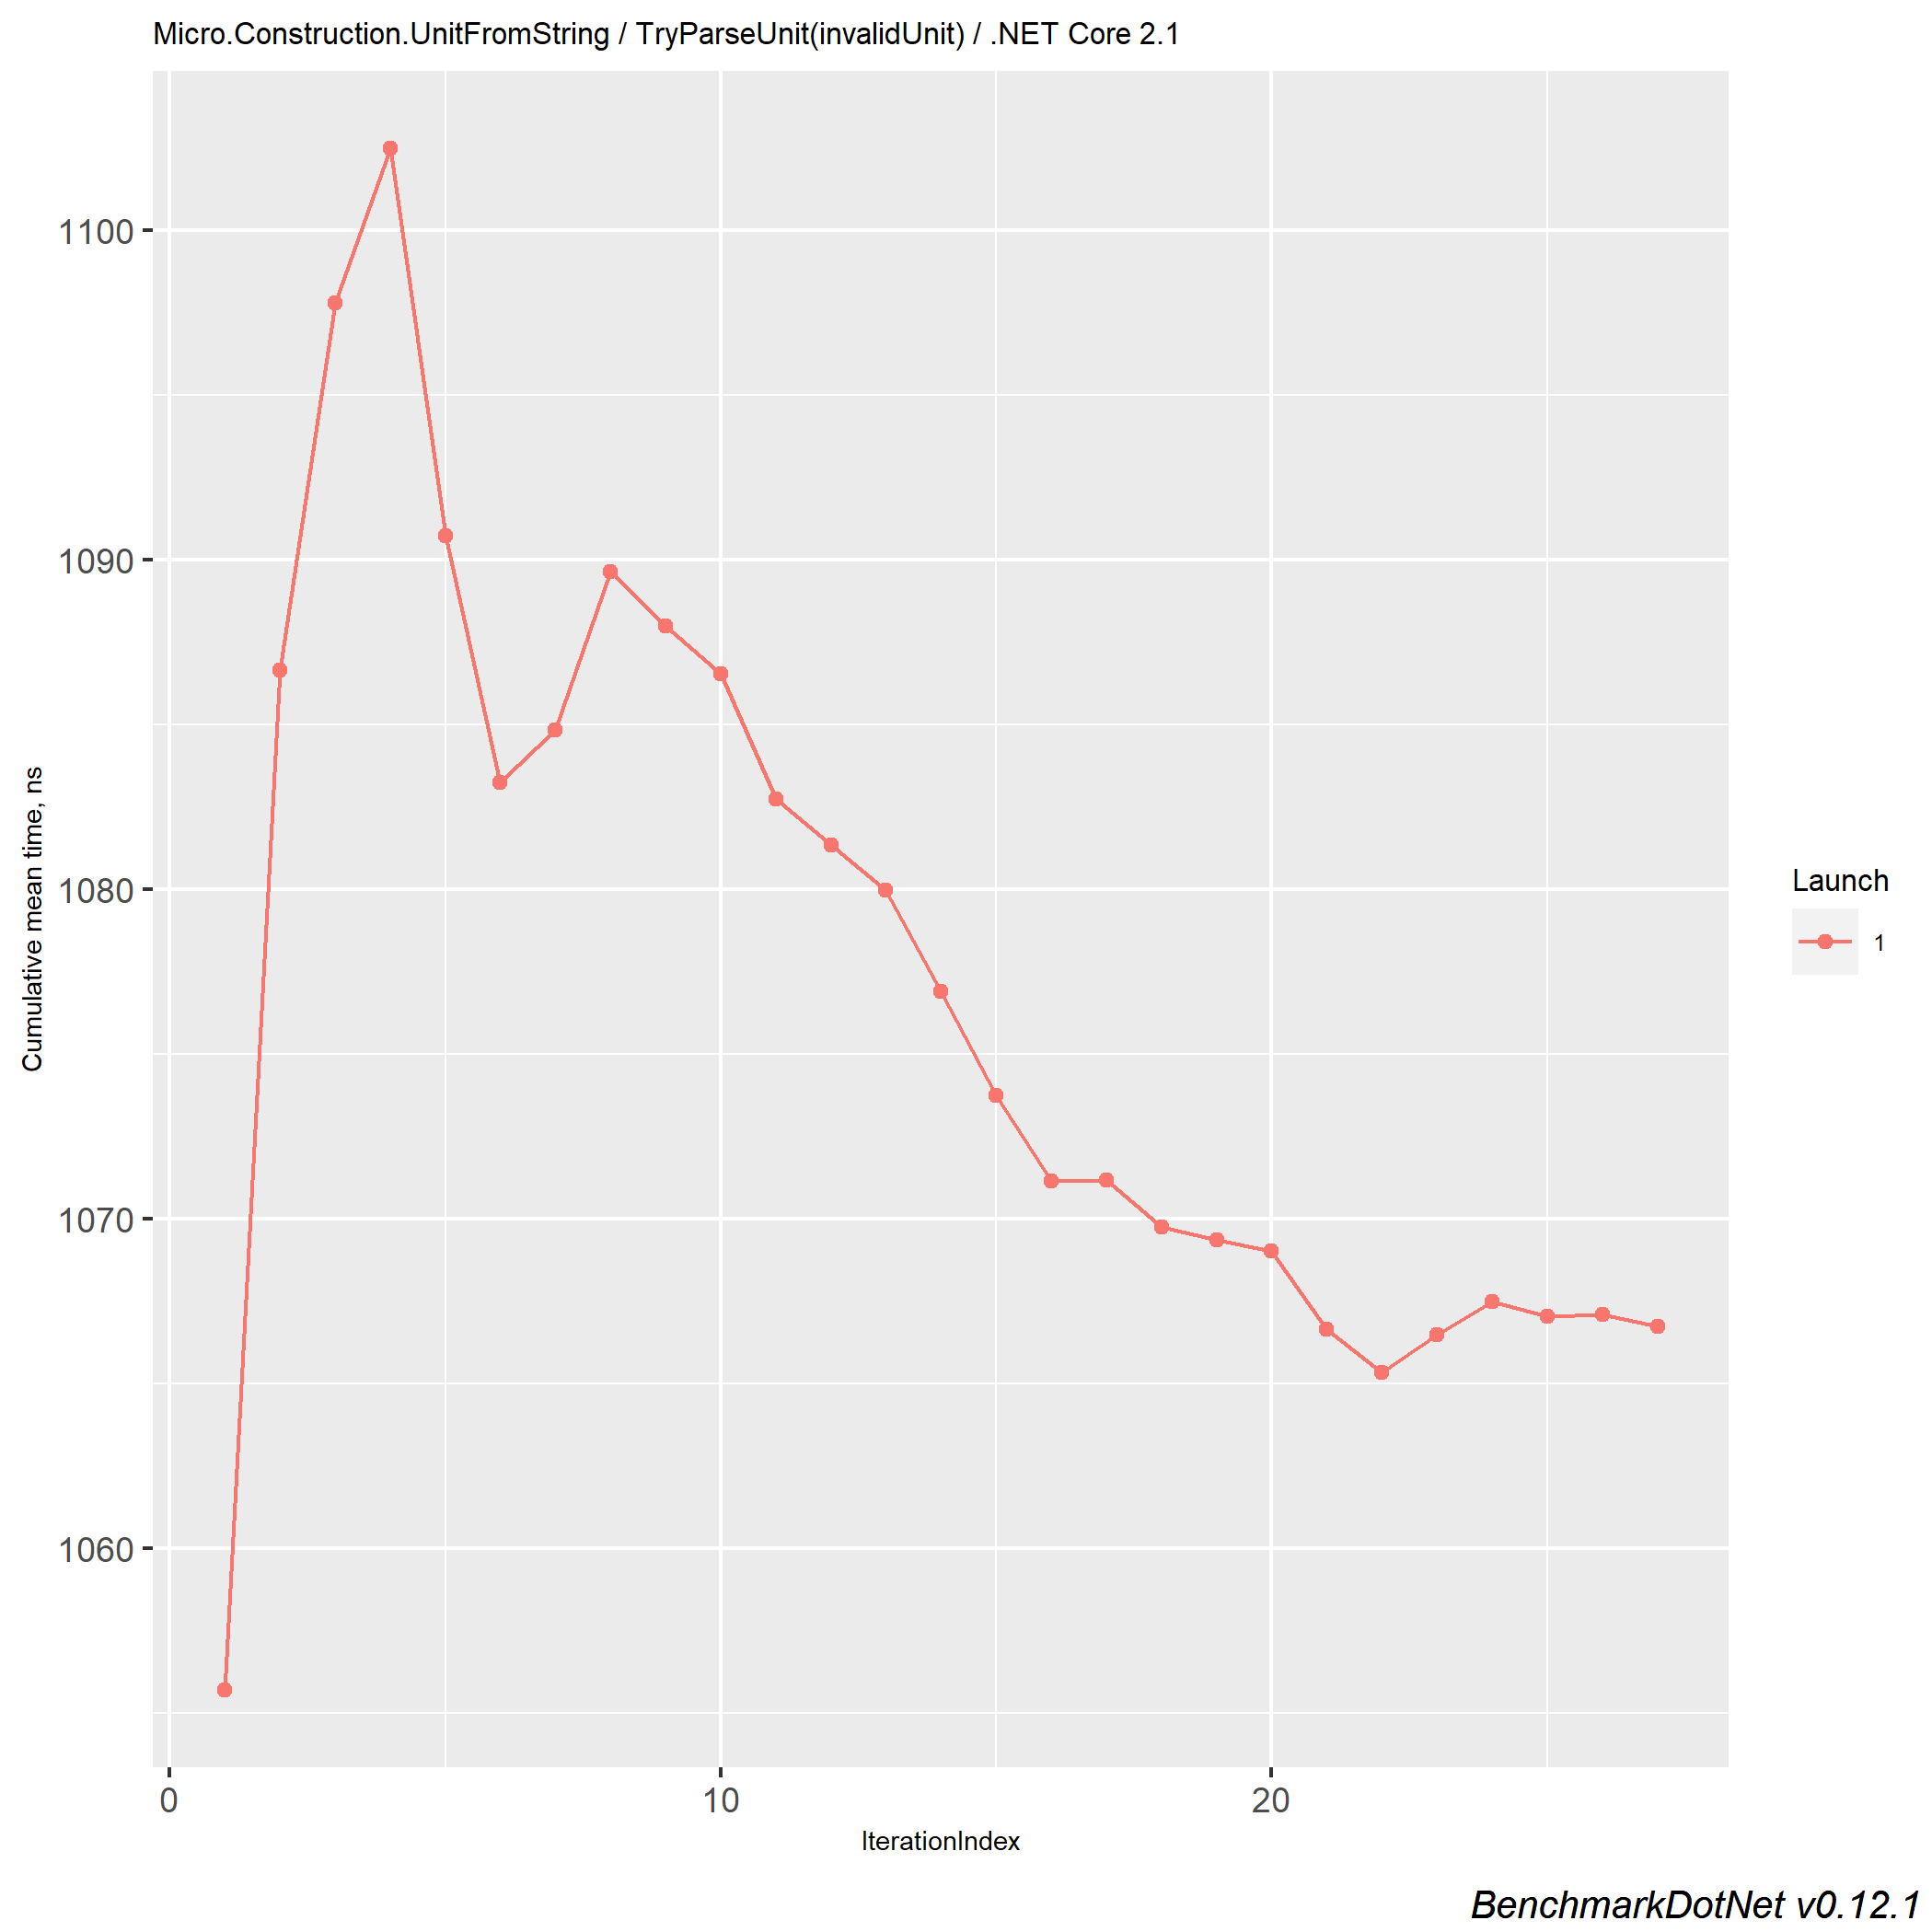 Micro.Construction.UnitFromString / TryParseUnit(invalidUnit) / .NET Core 2.1
1100
1090
1080
1070
1060
Cumulative mean time, ns
0
10
20
IterationIndex
Launch
1
BenchmarkDotNet v0.12.1